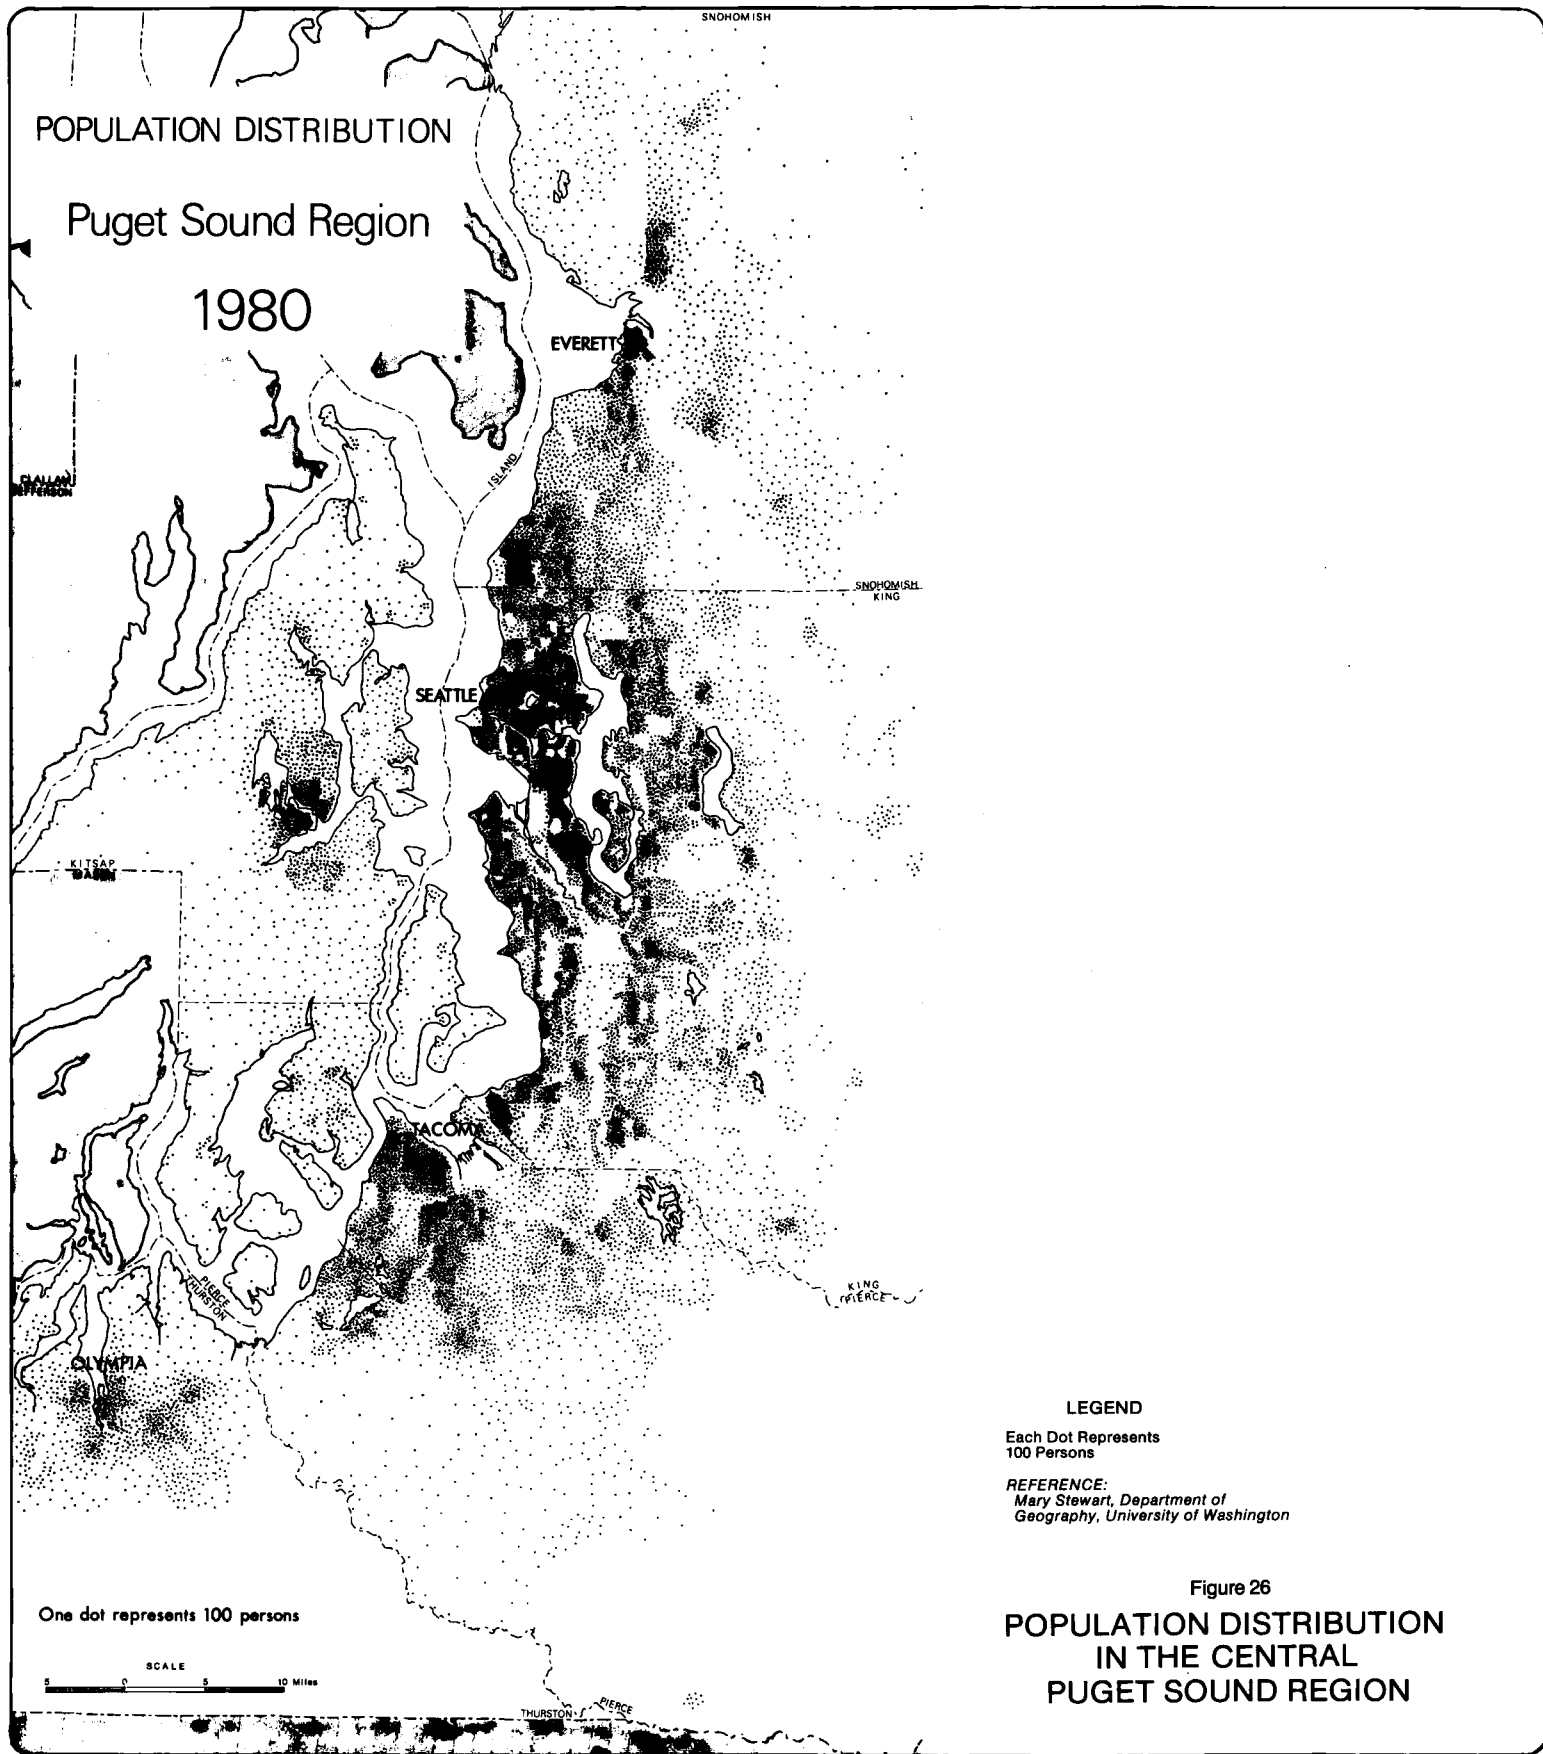 SNOHOMISH
POPULATION DISTRIBUTION
Puget Sound Region
1980
EVERETT
ISLAND
CLALLAM
JEFFERSON
SNOHOMISH
KING
SEATTLE
KITSAP
MASON
TACOMA
PIERCE
THURSTON
KING
PIERCE
OLYMPIA
LEGEND
Each Dot Represents
100 Persons
REFERENCE:
Mary Stewart, Department of
Geography, University of Washington
Figure 26
POPULATION DISTRIBUTION
IN THE CENTRAL
PUGET SOUND REGION
One dot represents 100 persons
SCALE
5 0 5 10 Miles
THURSTON
PIERCE